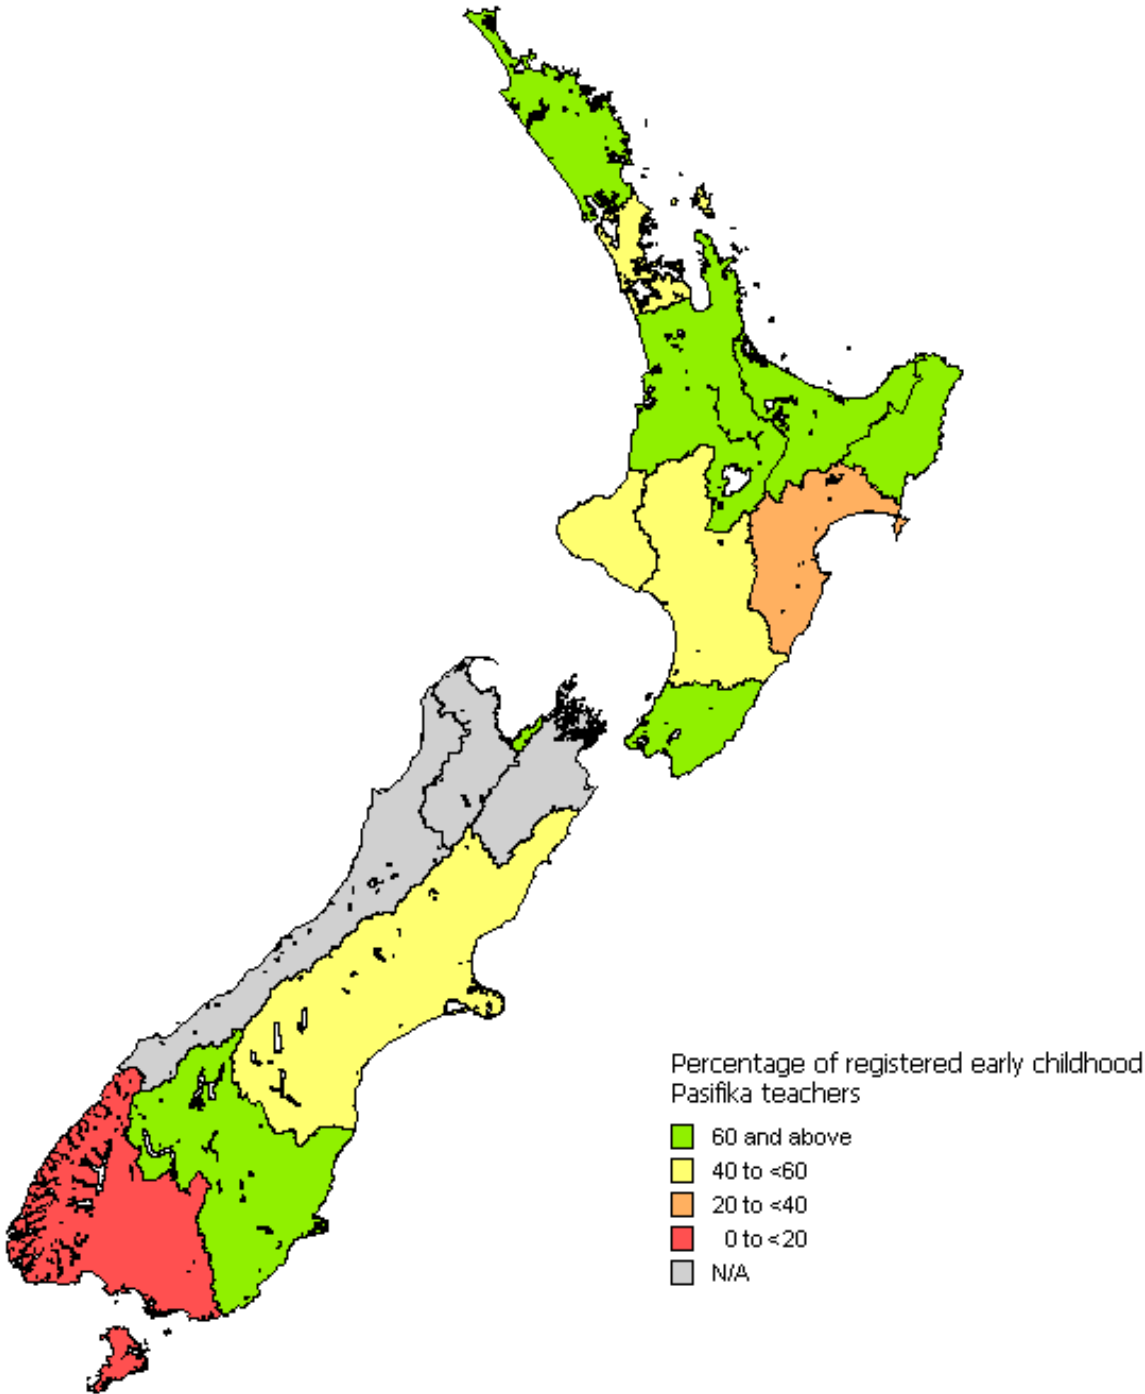 Percentage of registered early childhood
Pasifika teachers
60 and above
40 to <60
20 to <40
0 to <20
N/A